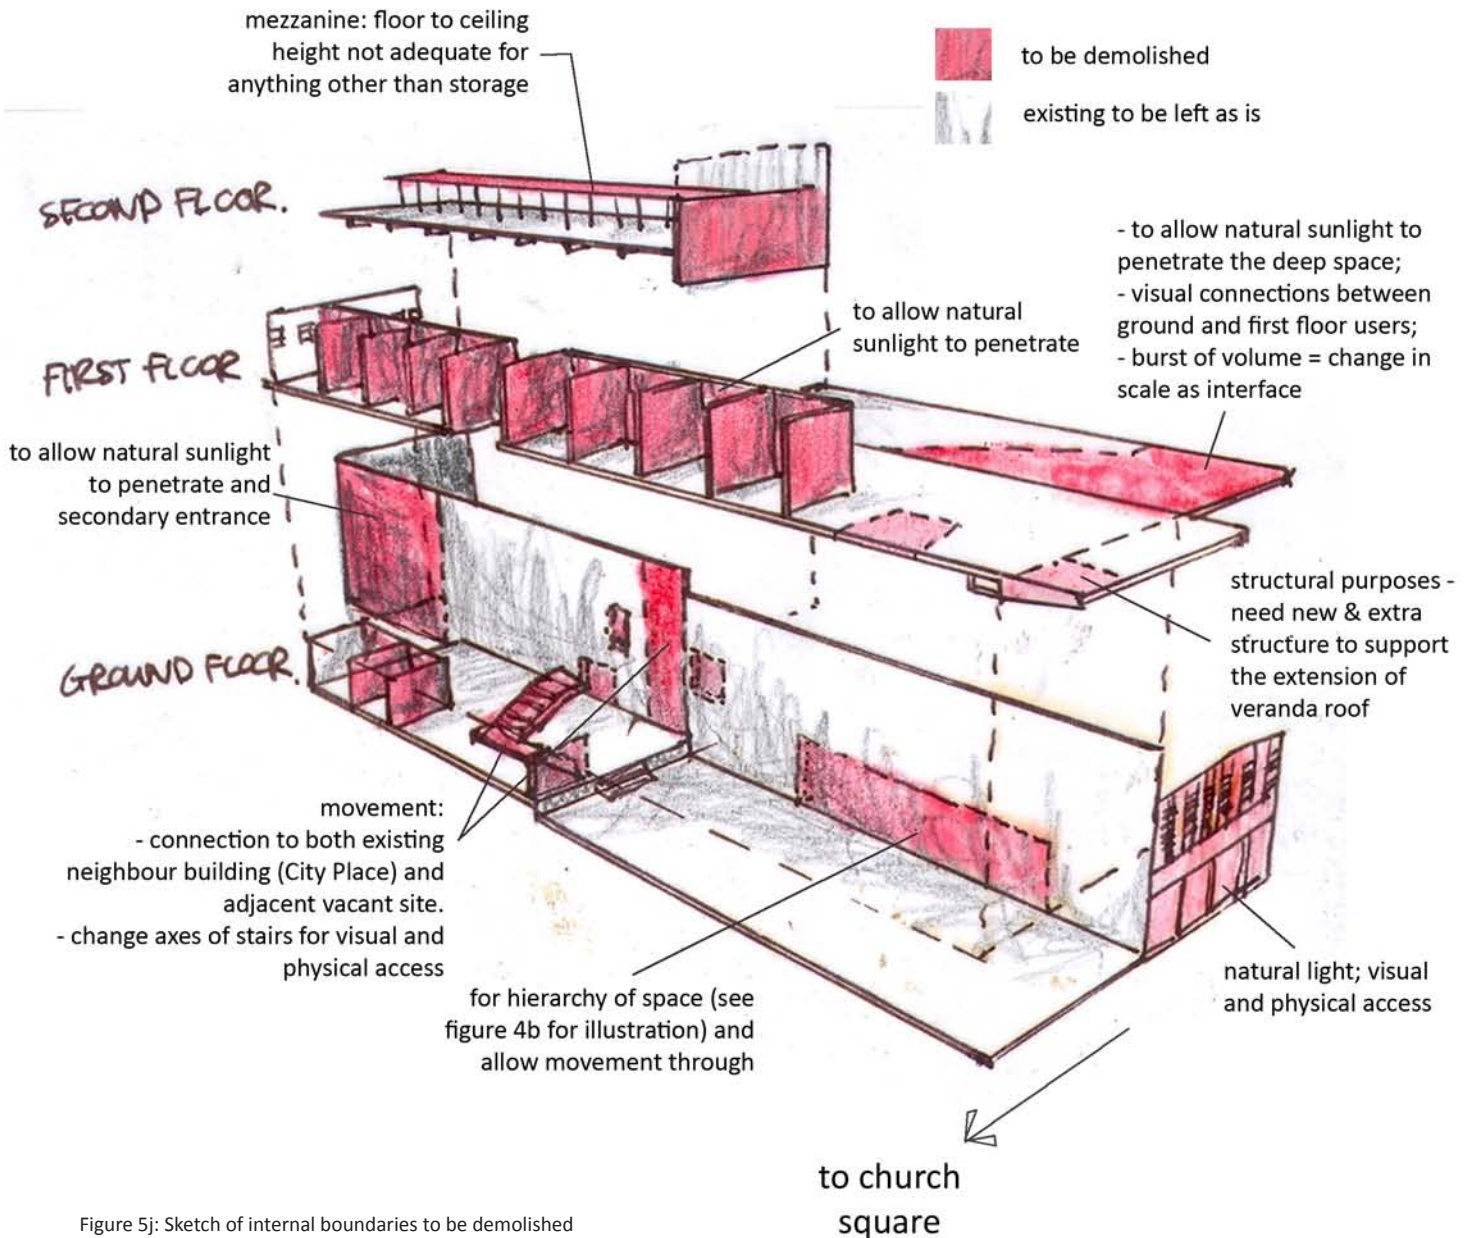 mezzanine: floor to ceiling
height not adequate for
anything other than storage
to be demolished
existing to be left as is
SECOND FLOOR.
- to allow natural sunlight to
penetrate the deep space;
- visual connections between
ground and first floor users;
- burst of volume = change in
scale as interface
to allow natural
sunlight to penetrate
FIRST FLOOR
to allow natural sunlight
to penetrate and
secondary entrance
structural purposes -
need new & extra
structure to support
the extension of
veranda roof
GROUND FLOOR.
movement:
- connection to both existing
neighbour building (City Place) and
adjacent vacant site.
- change axes of stairs for visual and
physical access
for hierarchy of space (see
figure 4b for illustration) and
allow movement through
natural light; visual
and physical access
to church
square
Figure 5j: Sketch of internal boundaries to be demolished